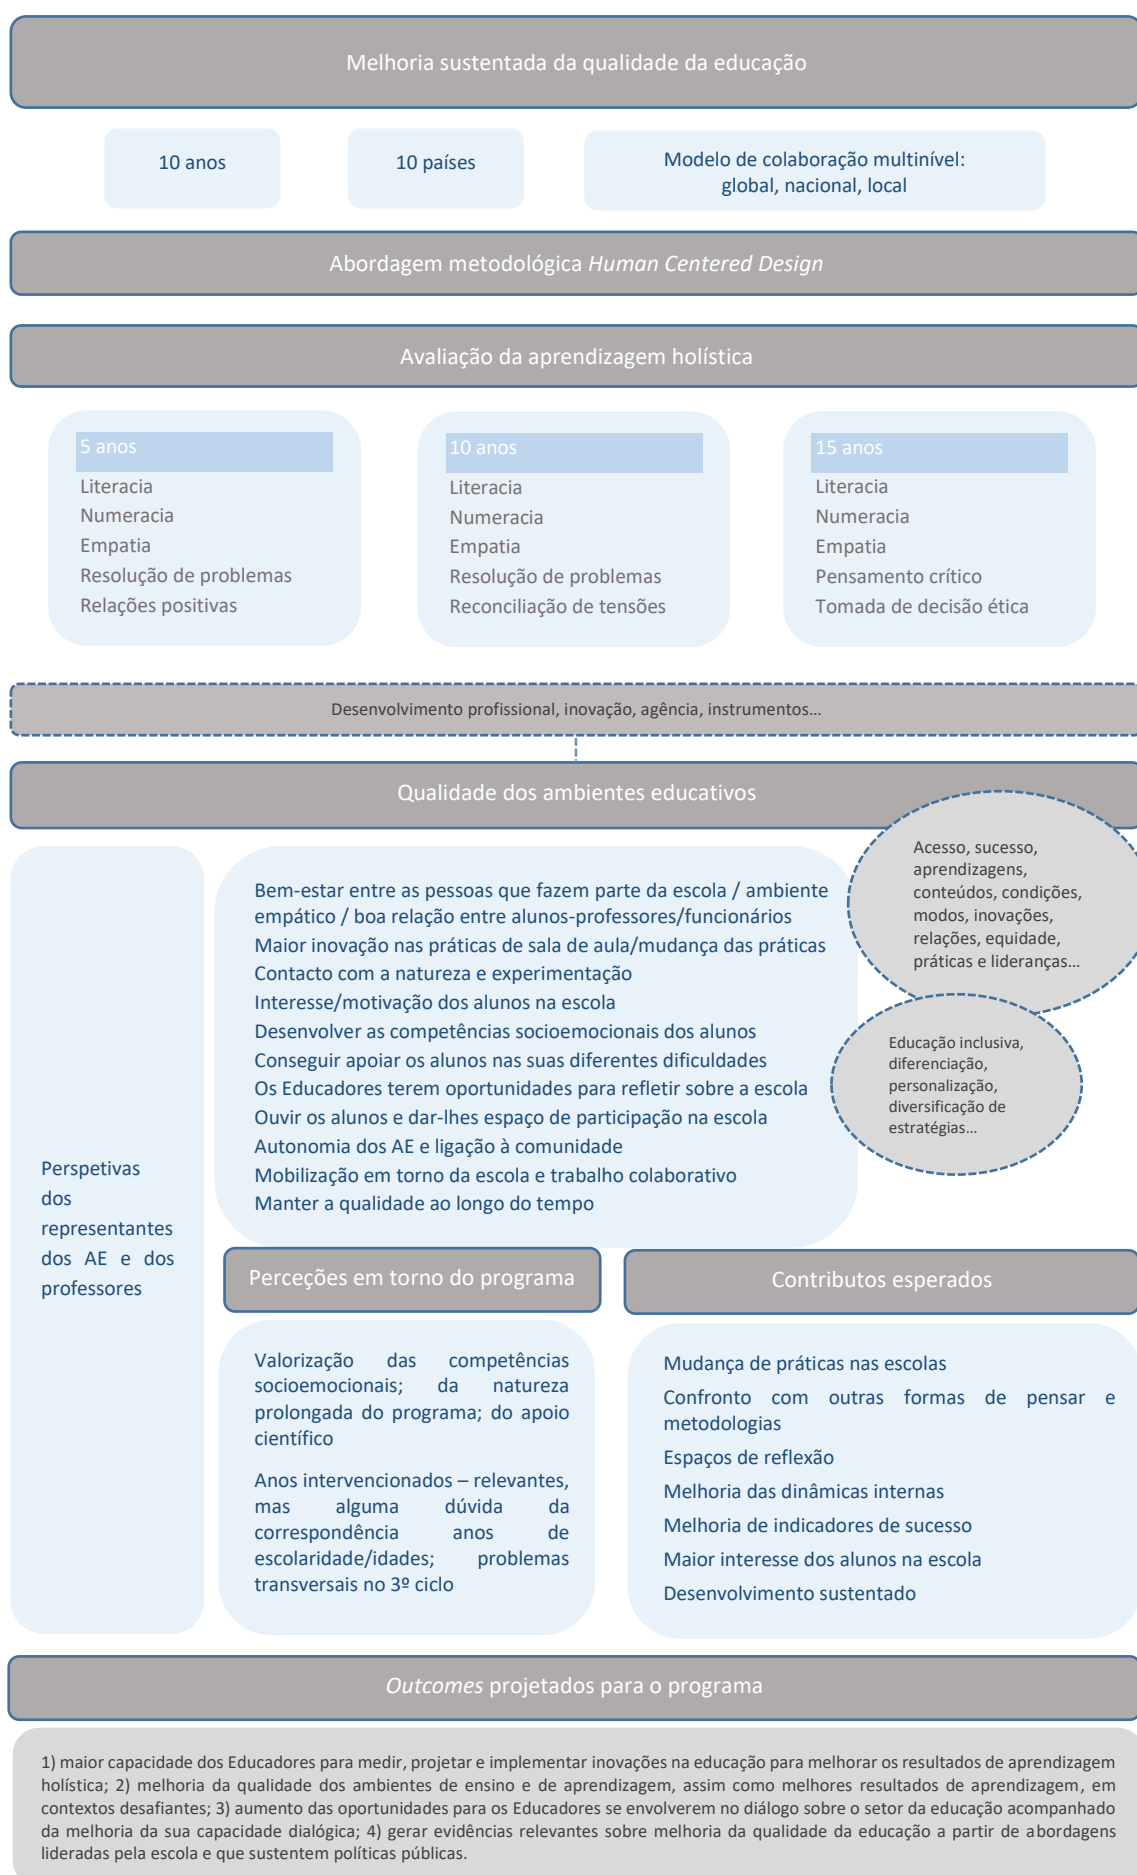 Melhoria sustentada da qualidade da educação
10 anos
10 países
Modelo de colaboração multinível:
global, nacional, local
Abordagem metodológica Human Centered Design
Avaliação da aprendizagem holística
5 anos
Literacia
Numeracia
Empatia
Resolução de problemas
Relações positivas
10 anos
Literacia
Numeracia
Empatia
Resolução de problemas
Reconciliação de tensões
15 anos
Literacia
Numeracia
Empatia
Pensamento crítico
Tomada de decisão ética
Desenvolvimento profissional, inovação, agência, instrumentos…
Qualidade dos ambientes educativos
Acesso, sucesso,
aprendizagens,
conteúdos, condições,
modos, inovações,
relações, equidade,
práticas e lideranças…
Educação inclusiva,
diferenciação,
personalização,
diversificação de
estratégias…
Perspetivas
dos
representantes
dos AE e dos
professores
Bem-estar entre as pessoas que fazem parte da escola / ambiente
empático / boa relação entre alunos-professores/funcionários
Maior inovação nas práticas de sala de aula/mudança das práticas
Contacto com a natureza e experimentação
Interesse/motivação dos alunos na escola
Desenvolver as competências socioemocionais dos alunos
Conseguir apoiar os alunos nas suas diferentes dificuldades
Os Educadores terem oportunidades para refletir sobre a escola
Ouvir os alunos e dar-lhes espaço de participação na escola
Autonomia dos AE e ligação à comunidade
Mobilização em torno da escola e trabalho colaborativo
Manter a qualidade ao longo do tempo
Perceções em torno do programa
Valorização das competências
socioemocionais; da natureza
prolongada do programa; do apoio
científico
Anos intervencionados – relevantes,
mas alguma dúvida da
correspondência anos de
escolaridade/idades; problemas
transversais no 3º ciclo
Contributos esperados
Mudança de práticas nas escolas
Confronto com outras formas de pensar e
metodologias
Espaços de reflexão
Melhoria das dinâmicas internas
Melhoria de indicadores de sucesso
Maior interesse dos alunos na escola
Desenvolvimento sustentado
Outcomes projetados para o programa
1) maior capacidade dos Educadores para medir, projetar e implementar inovações na educação para melhorar os resultados de aprendizagem
holística; 2) melhoria da qualidade dos ambientes de ensino e de aprendizagem, assim como melhores resultados de aprendizagem, em
contextos desafiantes; 3) aumento das oportunidades para os Educadores se envolverem no diálogo sobre o setor da educação acompanhado
da melhoria da sua capacidade dialógica; 4) gerar evidências relevantes sobre melhoria da qualidade da educação a partir de abordagens
lideradas pela escola e que sustentem políticas públicas.